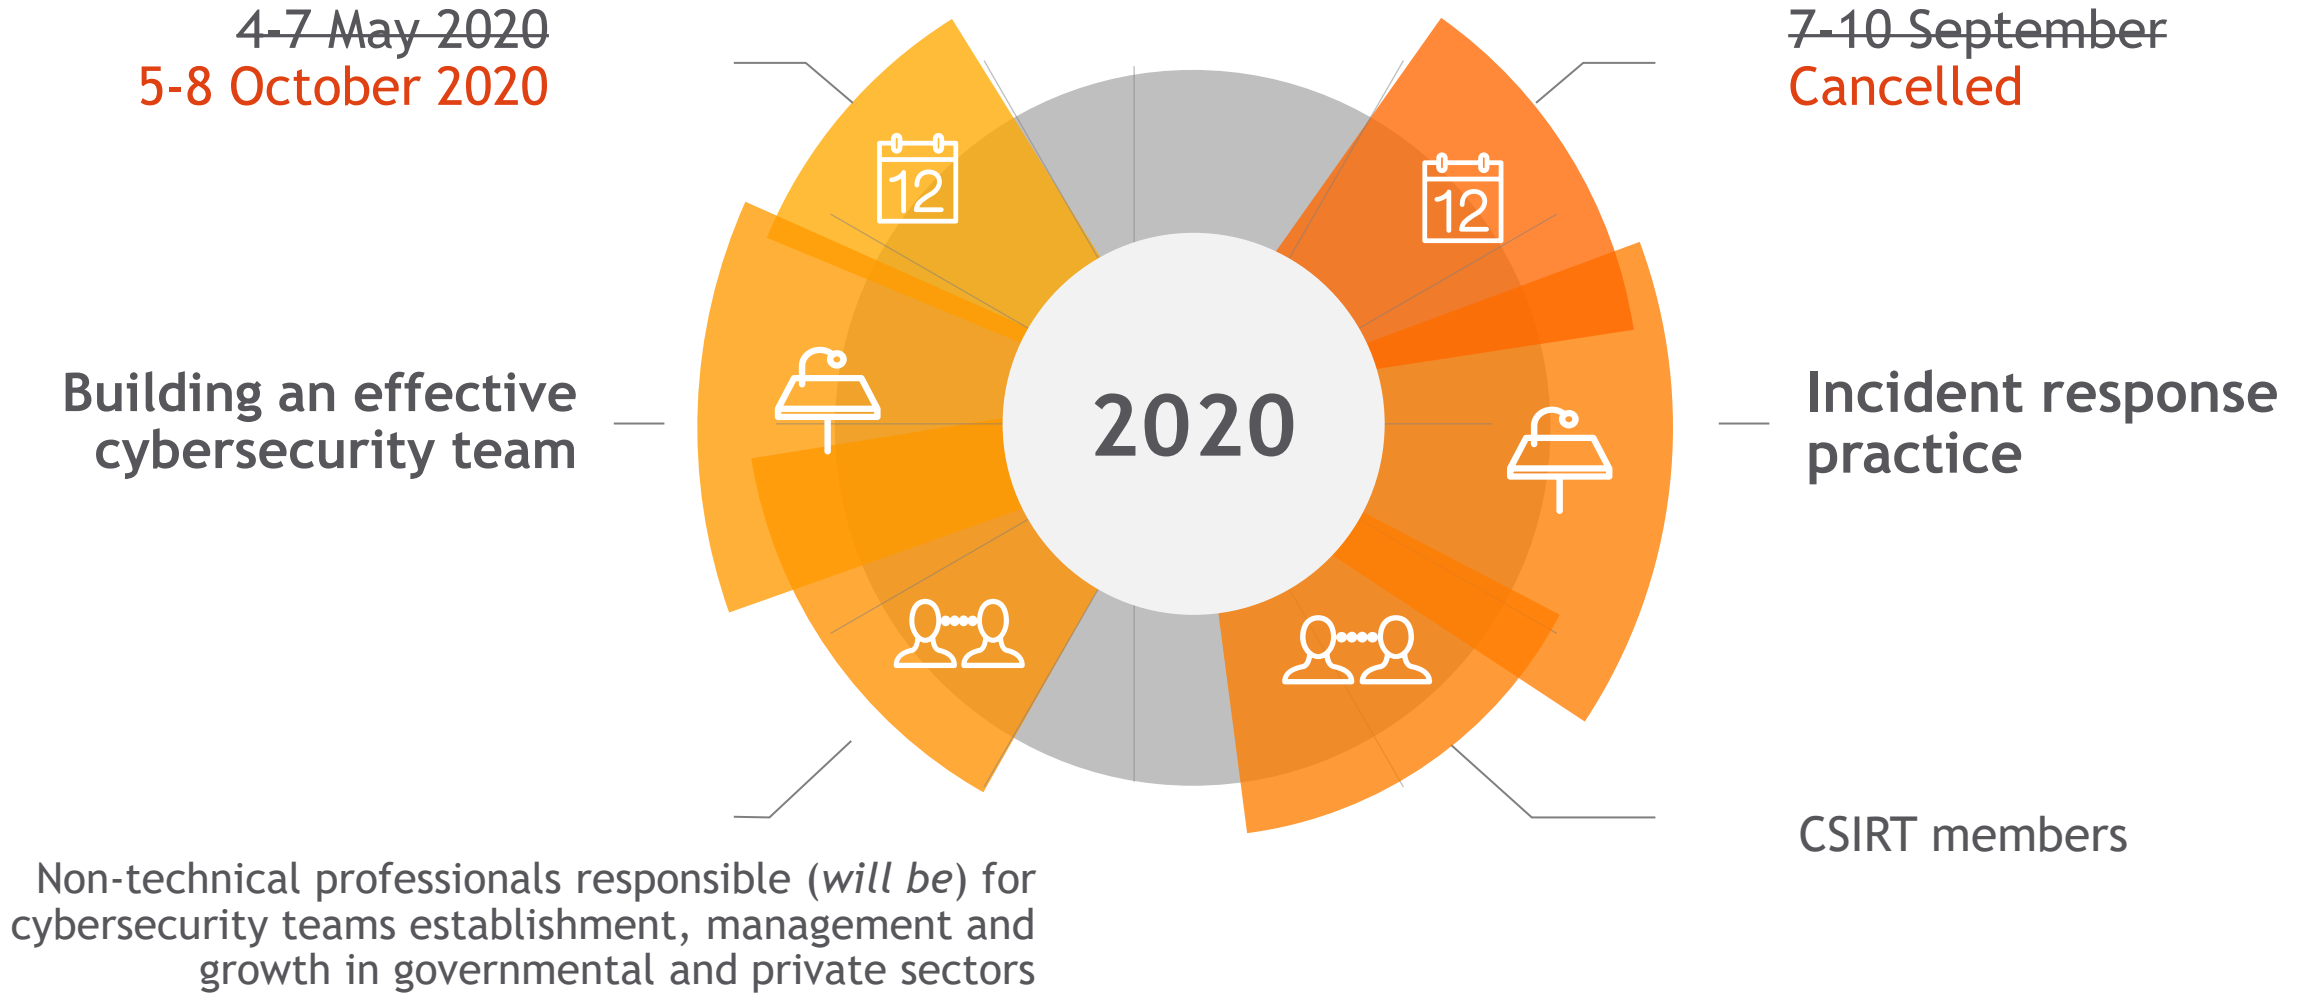 4-7 May 2020
5-8 October 2020
12
Building an effective
cybersecurity team
Non-technical professionals responsible (will be) for
cybersecurity teams establishment, management and
growth in governmental and private sectors
2020
7-10 September
Cancelled
12
Incident response
practice
CSIRT members